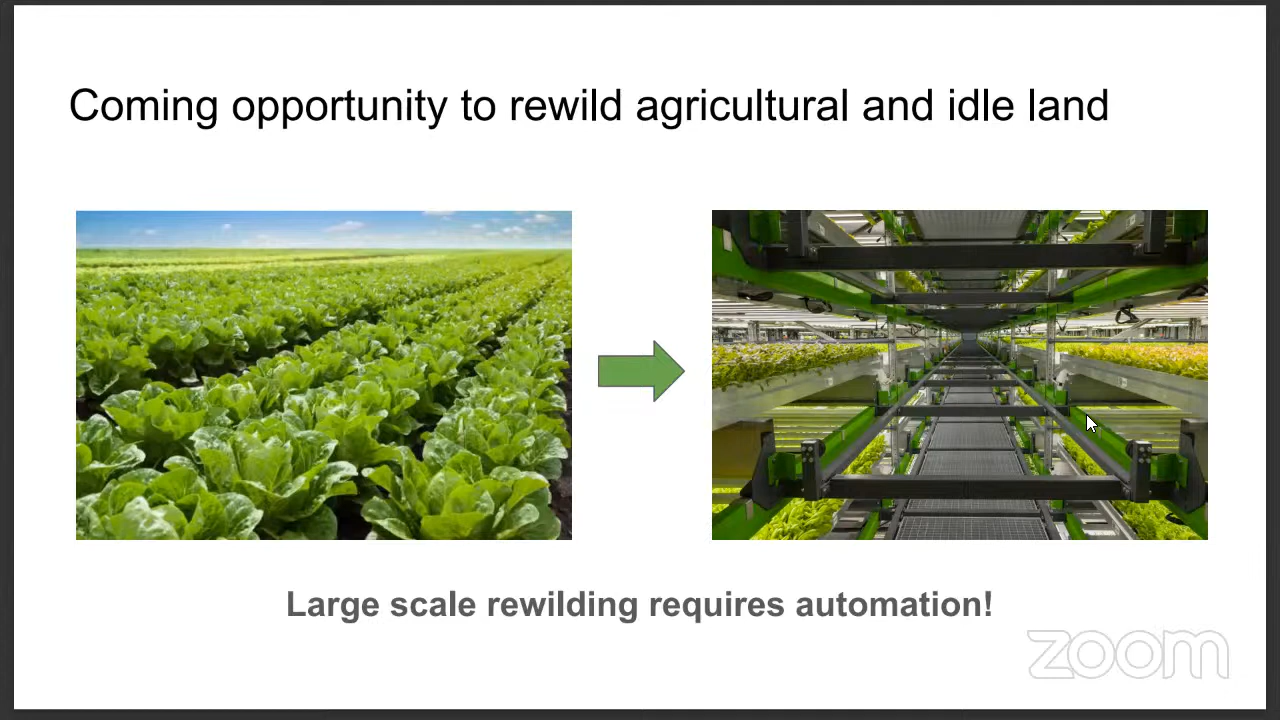 Coming opportunity to rewild agricultural and idle land
Large scale rewilding requires automation!
zoom